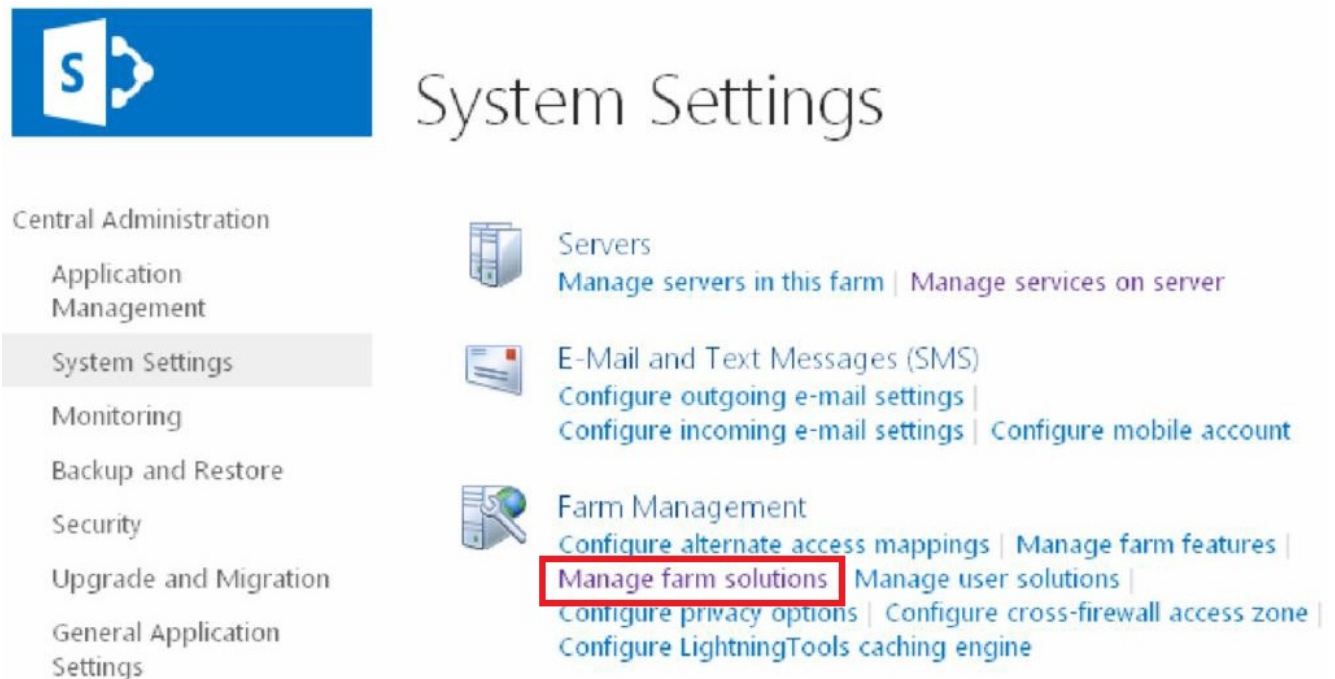 S
System Settings
Central Administration
Application
Management
System Settings
Monitoring
Backup and Restore
Security
Upgrade and Migration
General Application
Settings
Servers
Manage servers in this farm | Manage services on server
E-Mail and Text Messages (SMS)
Configure outgoing e-mail settings |
Configure incoming e-mail settings | Configure mobile account
Farm Management
Configure alternate access mappings | Manage farm features |
Manage farm solutions | Manage user solutions |
Configure privacy options | Configure cross-firewall access zone |
Configure LightningTools caching engine